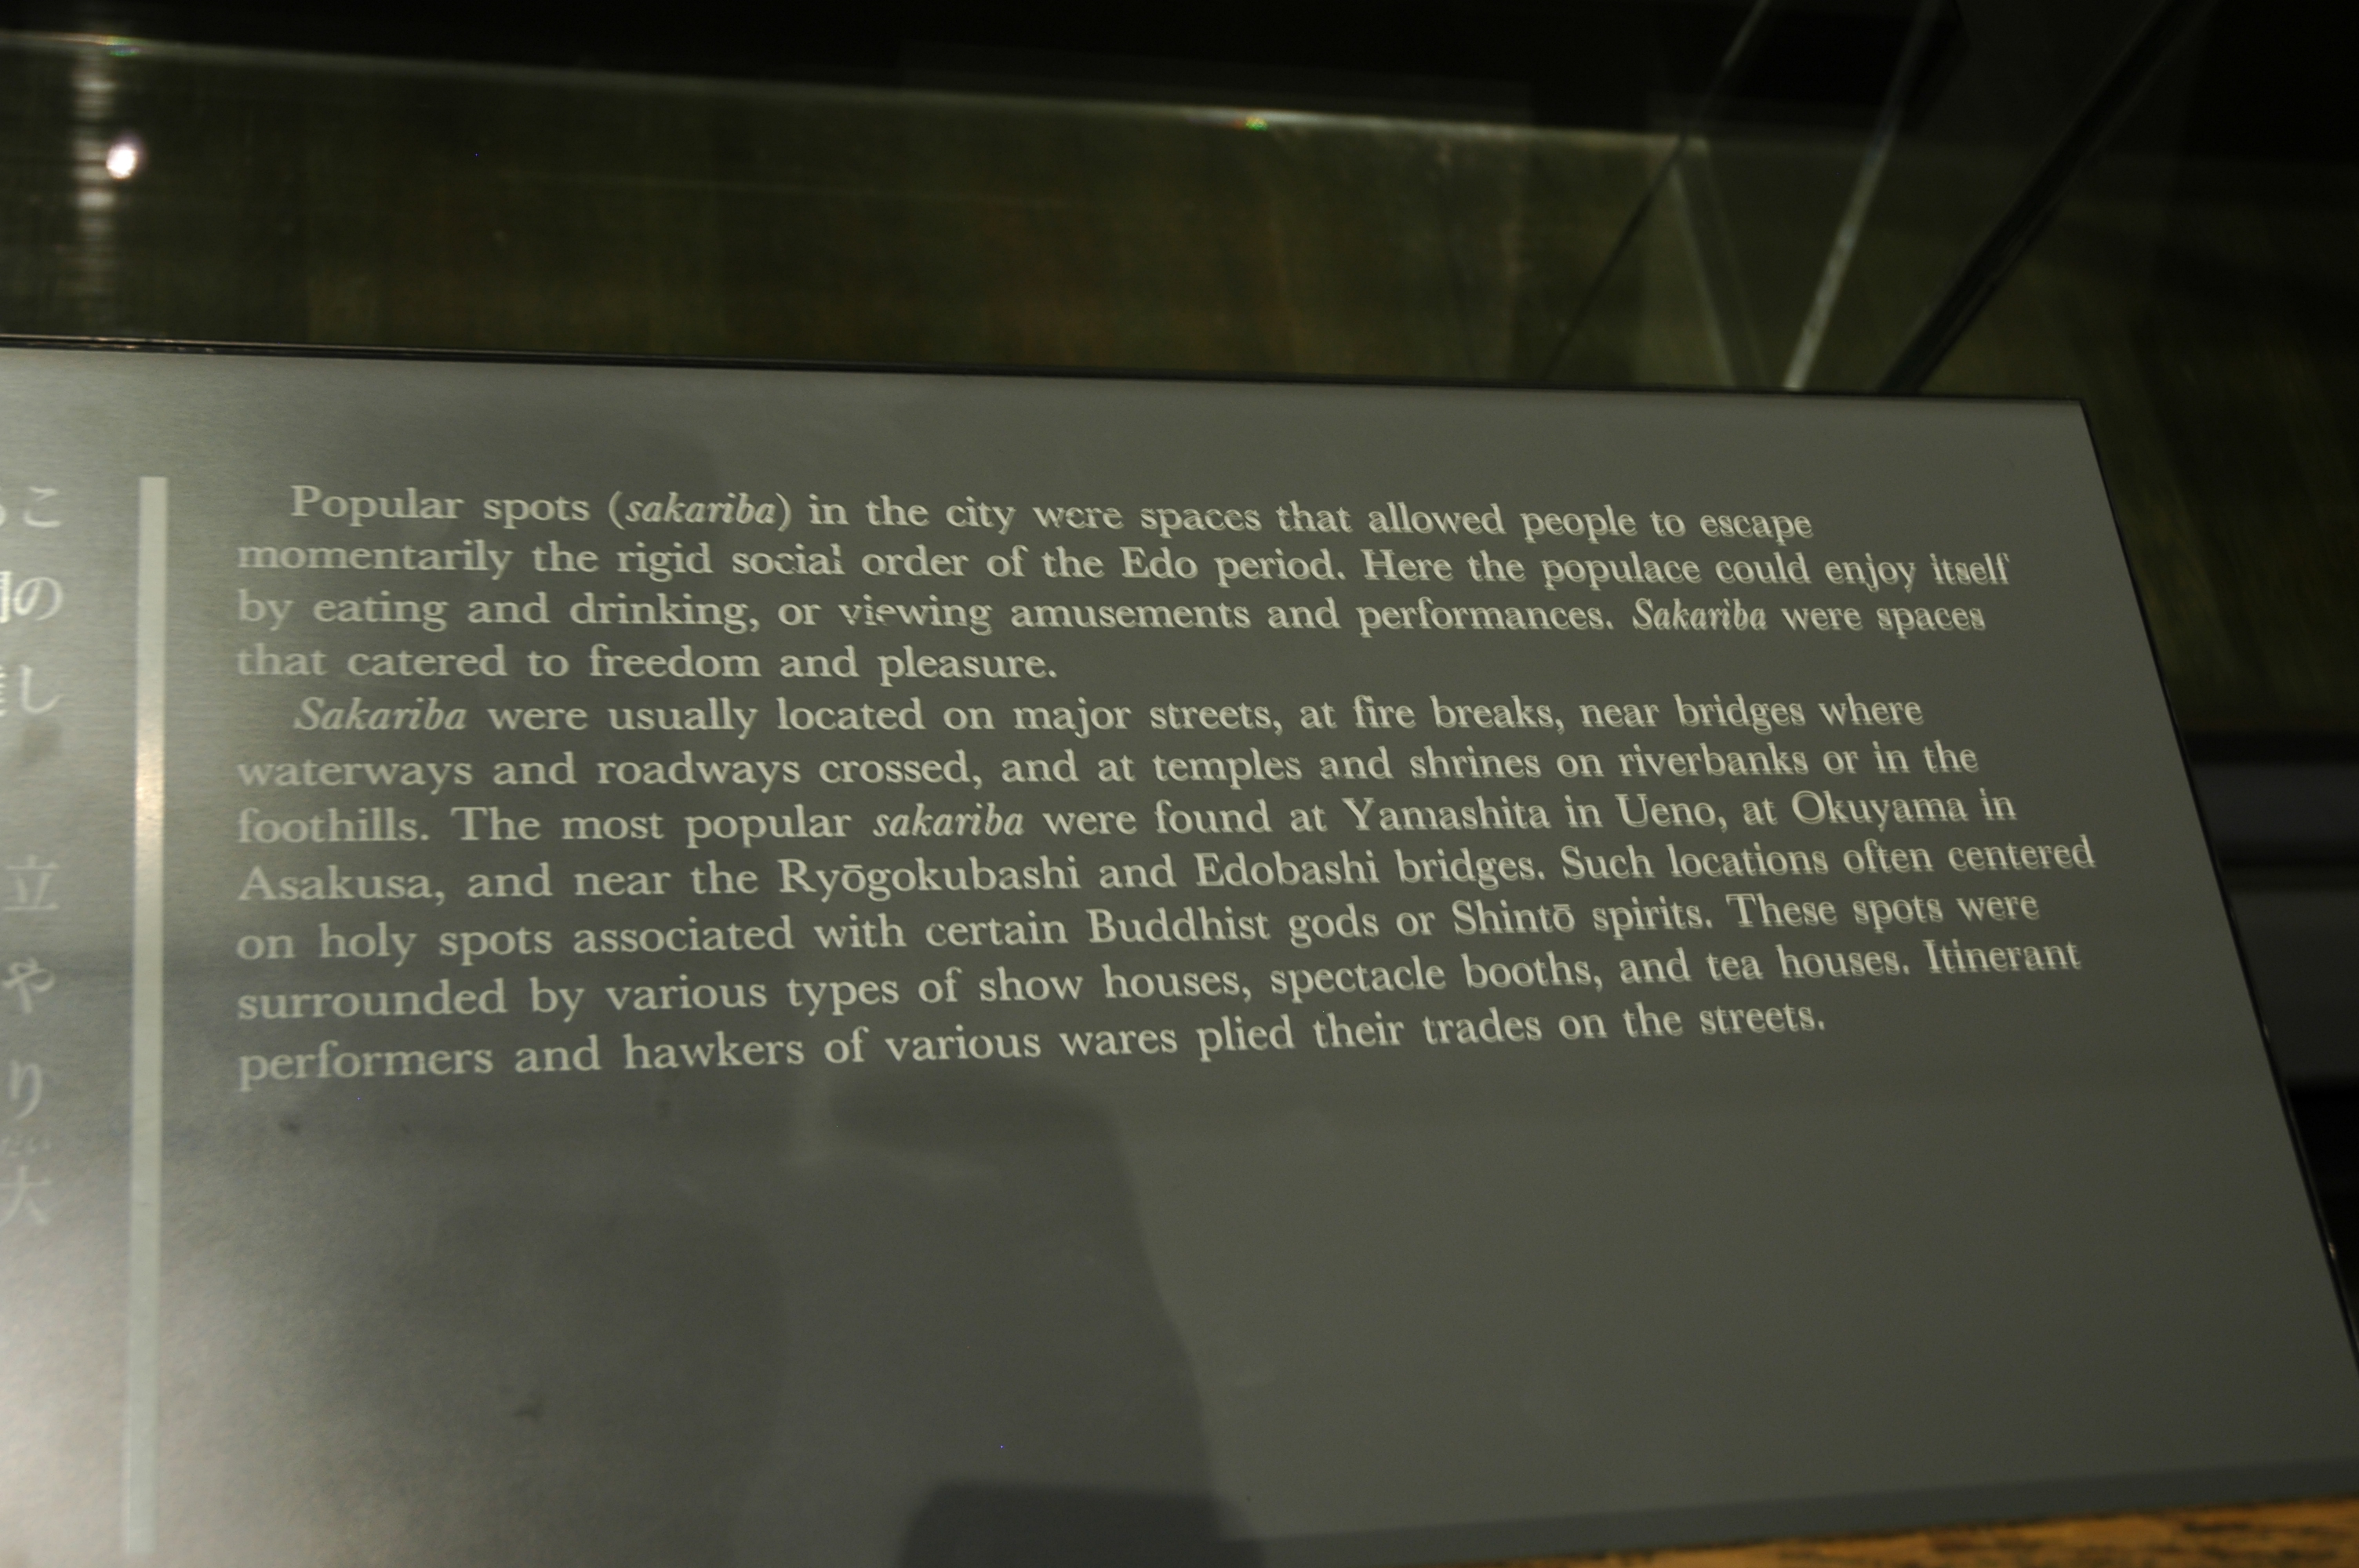 Popular spots (sakariba) in the city were spaces that allowed people to escape
momentarily the rigid social order of the Edo period. Here the populace could enjoy itself
by eating and drinking, or viewing amusements and performances. Sakariba were spaces
that catered to freedom and pleasure.
Sakariba were usually located on major streets, at fire breaks, near bridges where
waterways and roadways crossed, and at temples and shrines on riverbanks or in the
foothills. The most popular sakariba were found at Yamashita in Ueno, at Okuyama in
Asakusa, and near the Ryōgokubashi and Edobashi bridges. Such locations often centered
on holy spots associated with certain Buddhist gods or Shintō spirits. These spots were
surrounded by various types of show houses, spectacle booths, and tea houses. Itinerant
performers and hawkers of various wares plied their trades on the streets.
こ
の
し
立
や
り
大